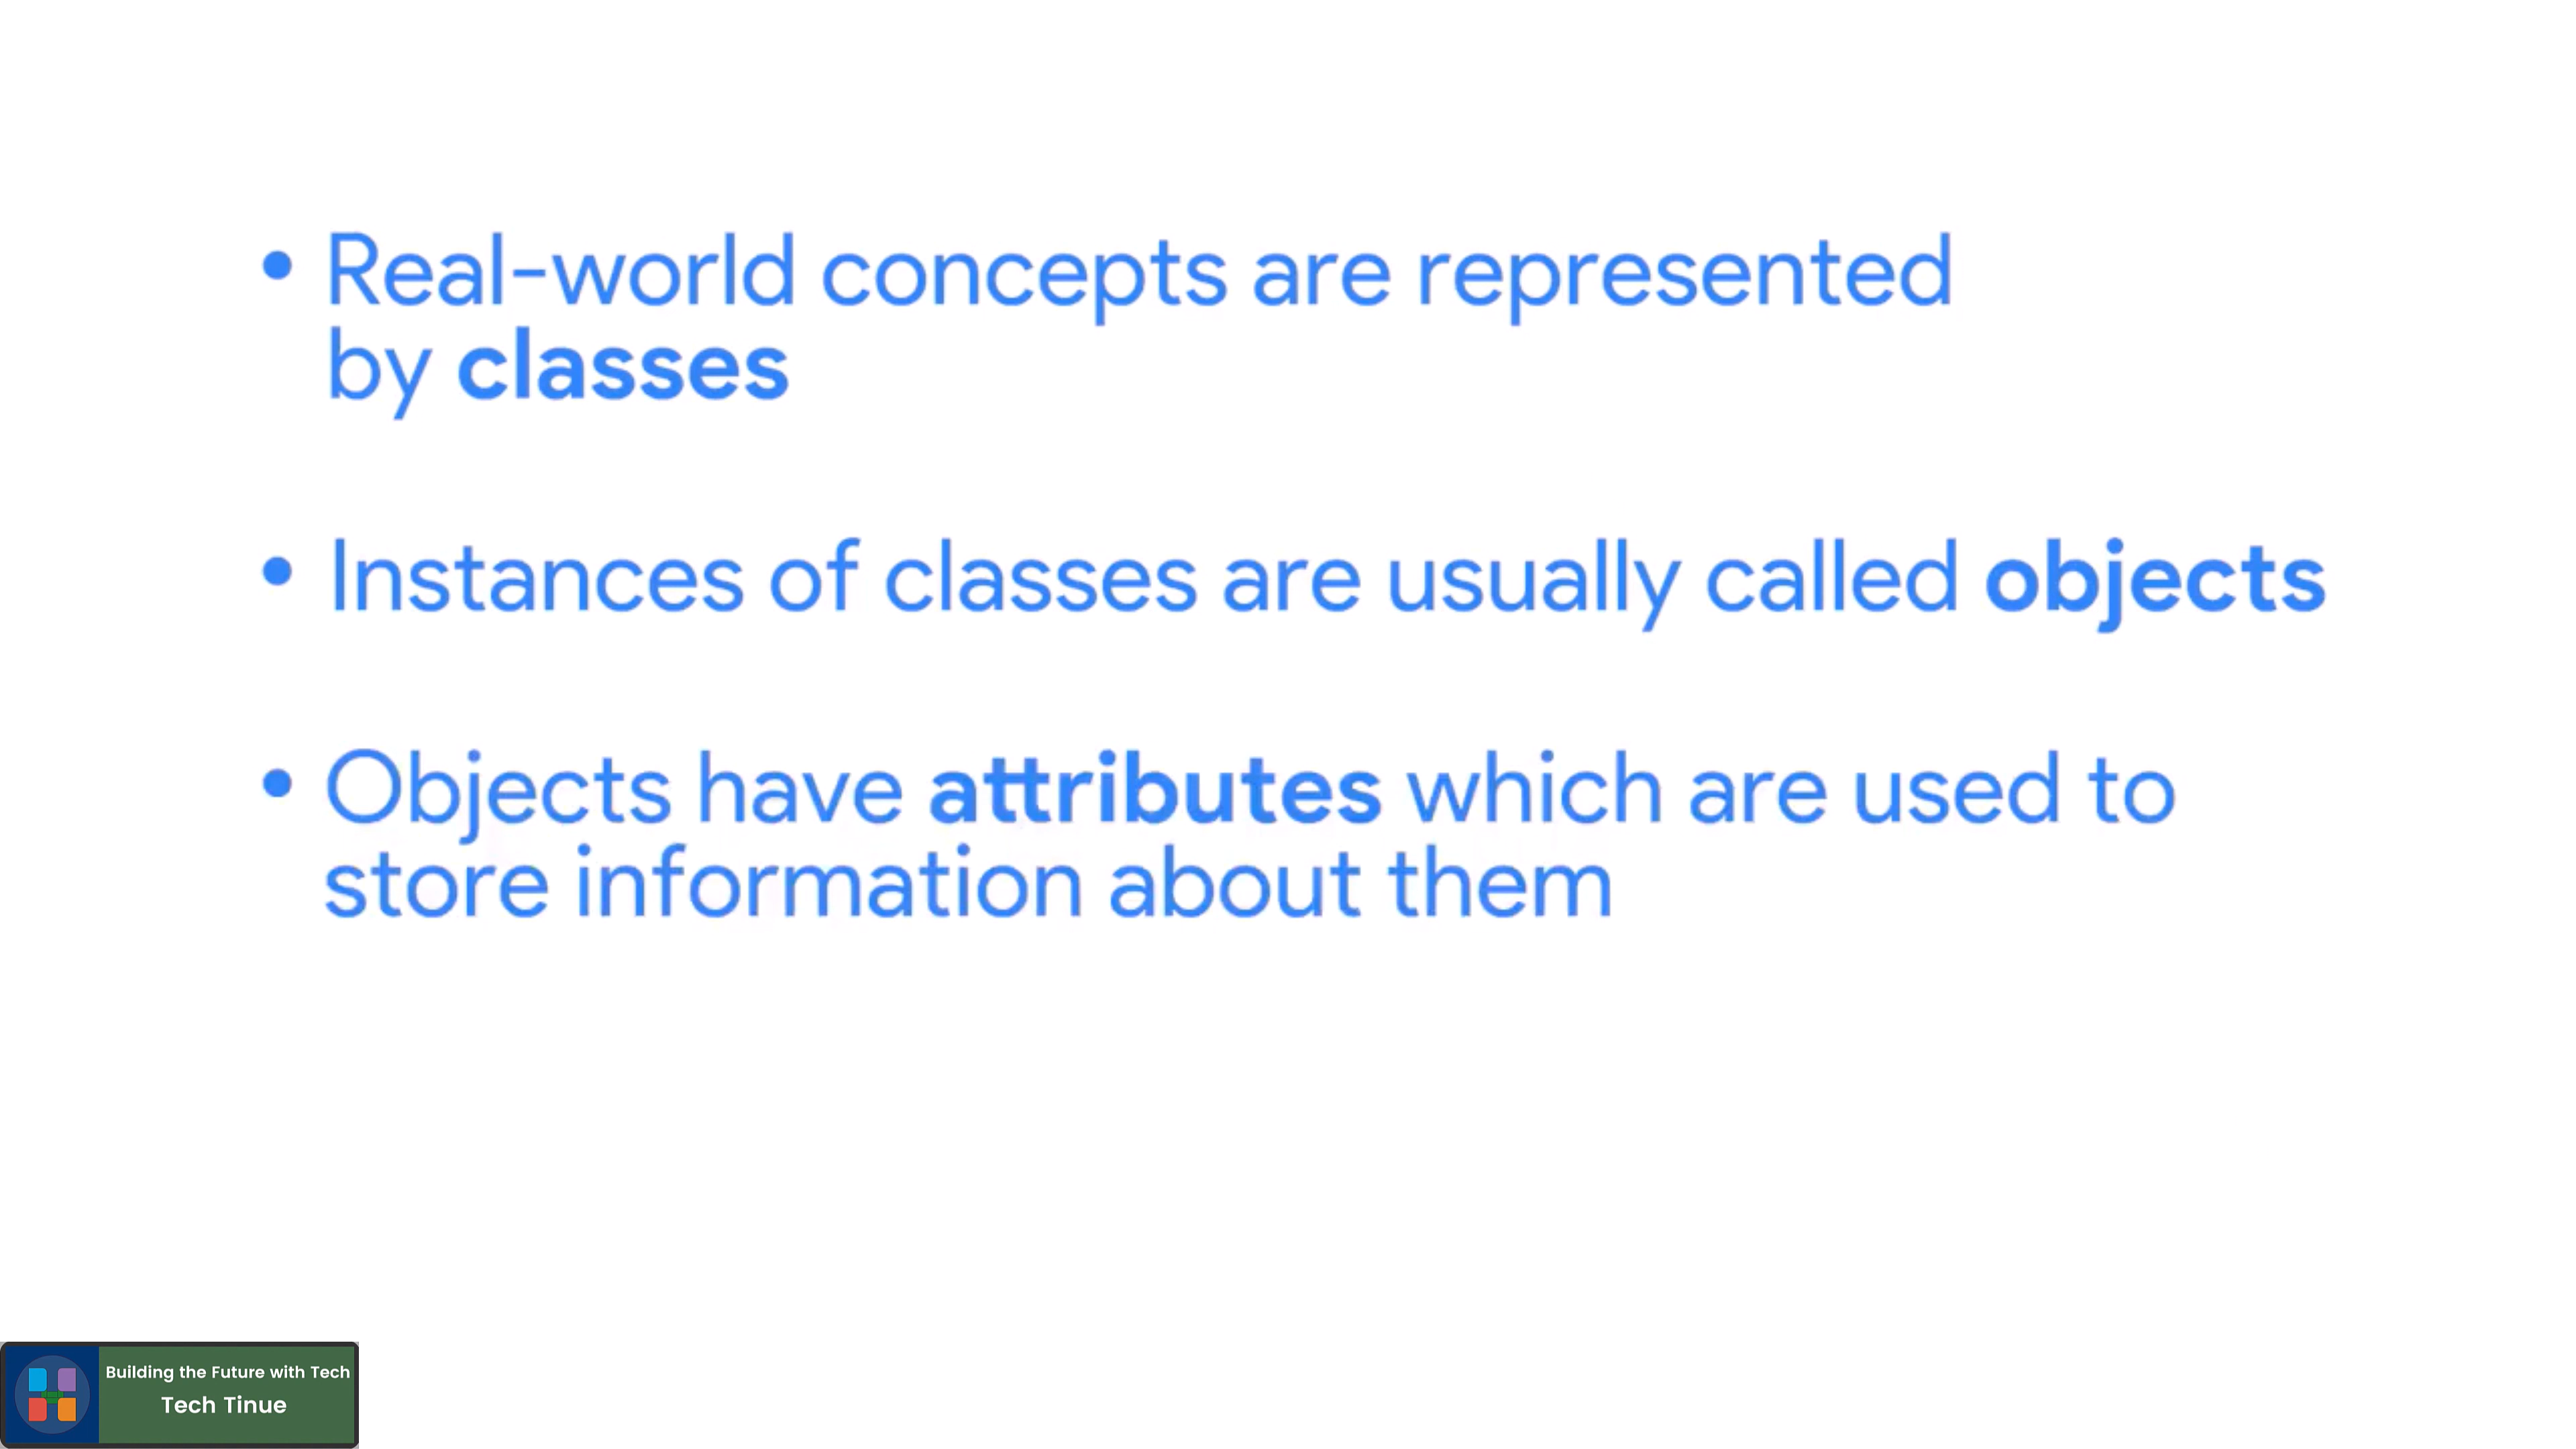 • Real-world concepts are represented
by classes
• Instances of classes are usually called objects
• Objects have attributes which are used to
store information about them
Building the Future with Tech
Tech Tinue